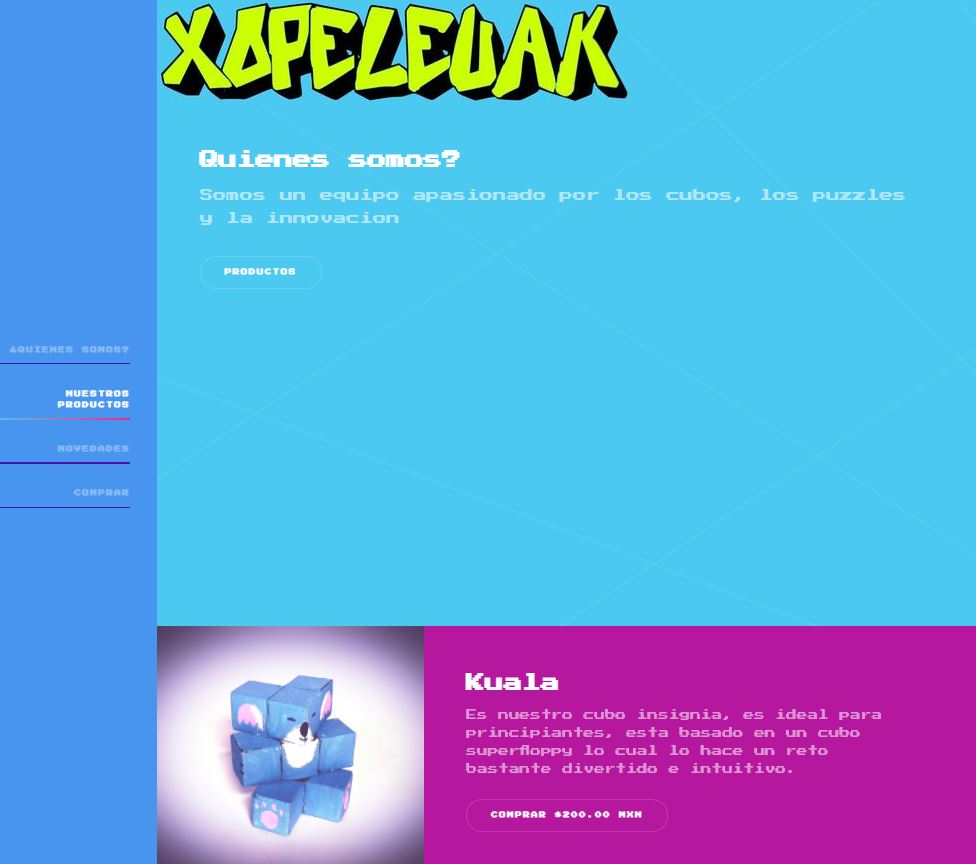 XOPELEUAK
Quienes somos?
Somos un equipo apasionado por los cubos, los puzzles
y la innovacion
PRODUCTOS
¿QUIENES SOMOS?
NUESTROS
PRODUCTOS
NOVEDADES
COMPRAR
Kuala
Es nuestro cubo insignia, es ideal para
principiantes, esta basado en un cubo
superfloppy lo cual lo hace un reto
bastante divertido e intuitivo.
COMPRAR $200.00 MXN